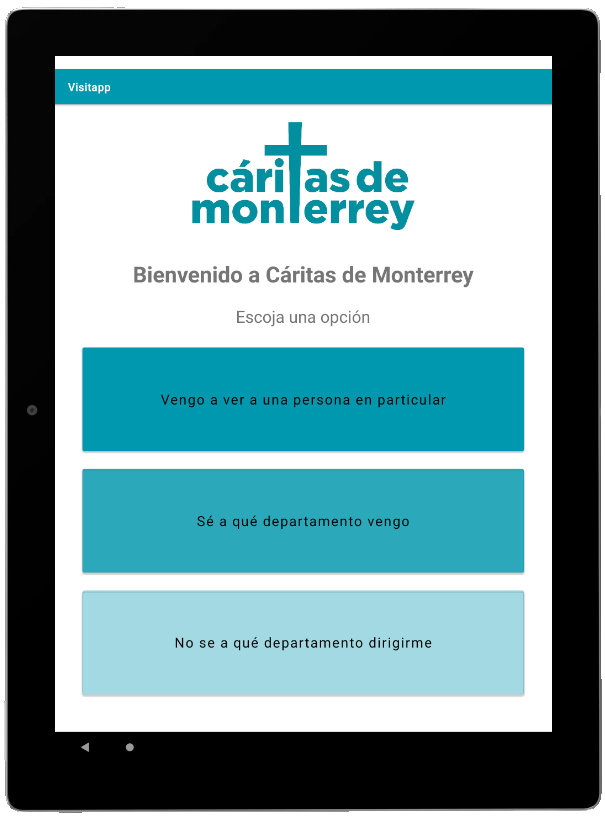 Visitapp
cáritas de
monterrey
Bienvenido a Cáritas de Monterrey
Escoja una opción
Vengo a ver a una persona en particular
Sé a qué departamento vengo
No se a qué departamento dirigirme